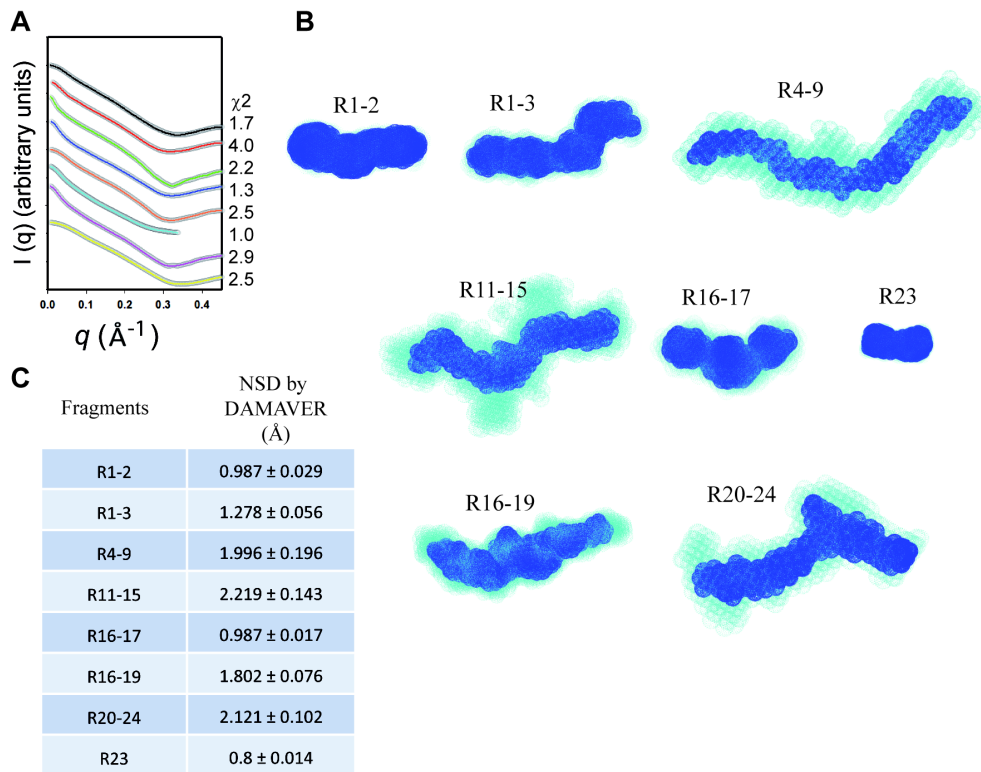 A
I (q) (arbitrary units)
χ2
1.7
4.0
2.2
1.3
2.5
1.0
2.9
2.5
0.0 0.1 0.2 0.3 0.4
q (Å-1)
B
R1-2
R1-3
R4-9
R11-15
R16-17
R23
R16-19
R20-24
C
Fragments
NSD by
DAMAVER
(Å)
R1-2 0.987 ± 0.029
R1-3 1.278 ± 0.056
R4-9 1.996 ± 0.196
R11-15 2.219 ± 0.143
R16-17 0.987 ± 0.017
R16-19 1.802 ± 0.076
R20-24 2.121 ± 0.102
R23 0.8 ± 0.014